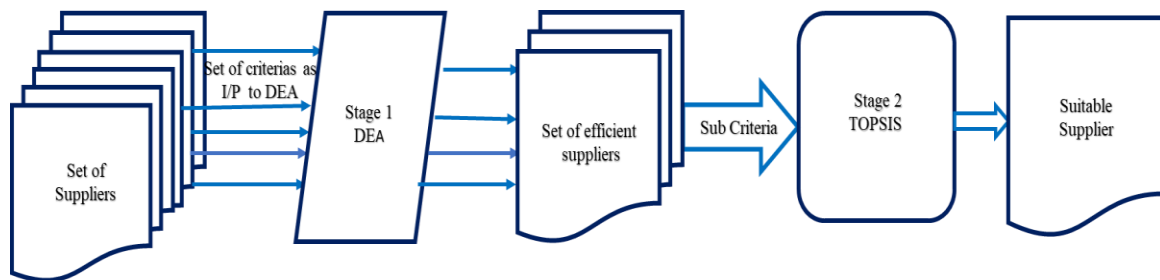 Set of
Suppliers
Set of criterias as
I/P to DEA
Stage 1
DEA
Set of efficient
suppliers
Sub Criteria
Stage 2
TOPSIS
Suitable
Supplier